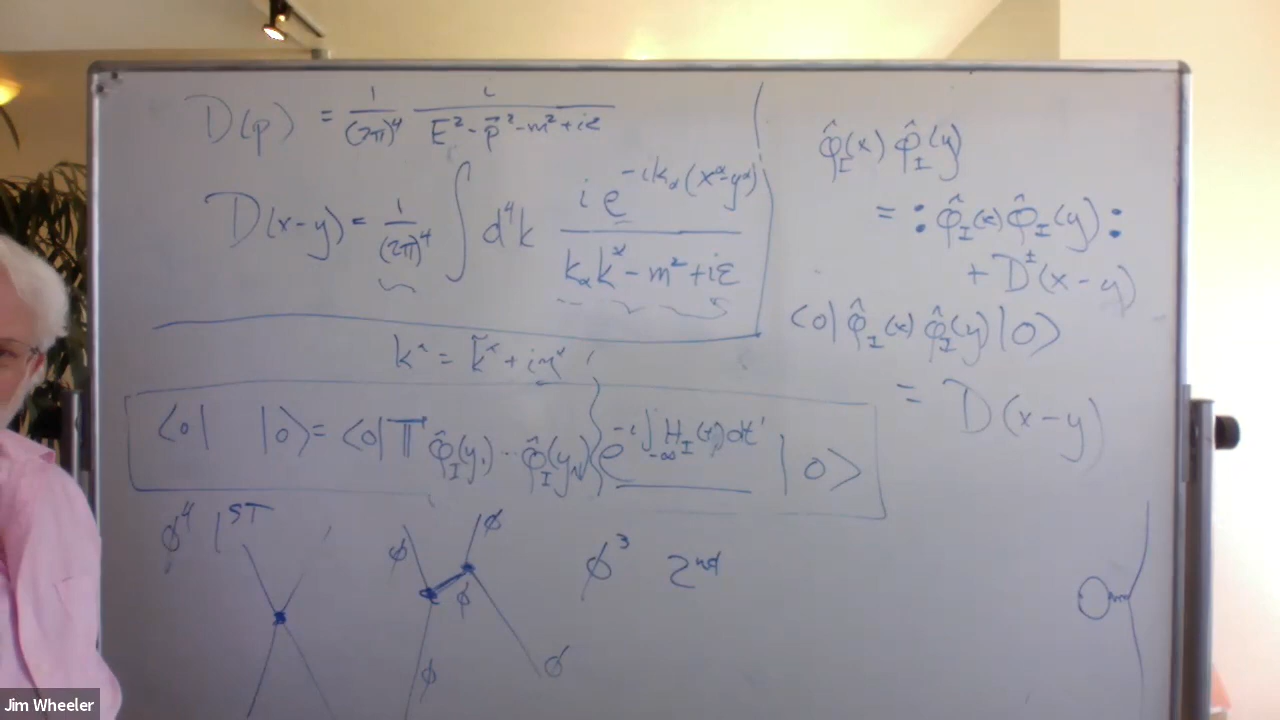 D(p) = 1/(2π)⁴ i/(E² - p⃗² - m² + iε)
D(x-y) = 1/(2π)⁴ ∫ d⁴k i e^(-ik_α(x^α-y^α))/(k_α k^α - m² + iε)
k^α = k̃^α + im^α
<0| |0> = <0|T φ̂_I(y₁) ... φ̂_I(y_N) e^(-i∫_-∞ H_I(t')dt') |0>
φ⁴ 1ST
φ φ φ φ φ
φ³ 2nd
φ̂_I(x) φ̂_I(y)
= : φ̂_I(x) φ̂_I(y) :
+ D^±(x-y)
<0| φ̂_I(x) φ̂_I(y) |0>
= D(x-y)
Jim Wheeler